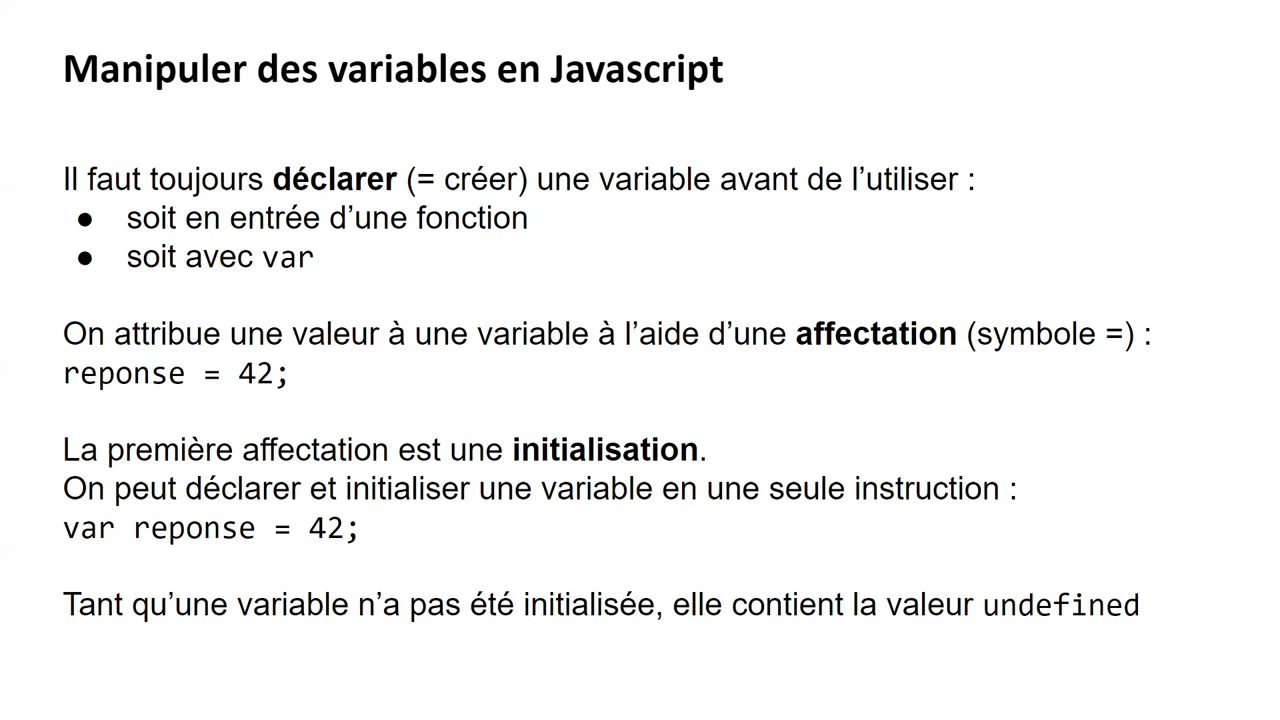 Manipuler des variables en Javascript
Il faut toujours déclarer (= créer) une variable avant de l’utiliser :
● soit en entrée d’une fonction
● soit avec var
On attribue une valeur à une variable à l’aide d’une affectation (symbole =) :
reponse = 42;
La première affectation est une initialisation.
On peut déclarer et initialiser une variable en une seule instruction :
var reponse = 42;
Tant qu’une variable n’a pas été initialisée, elle contient la valeur undefined